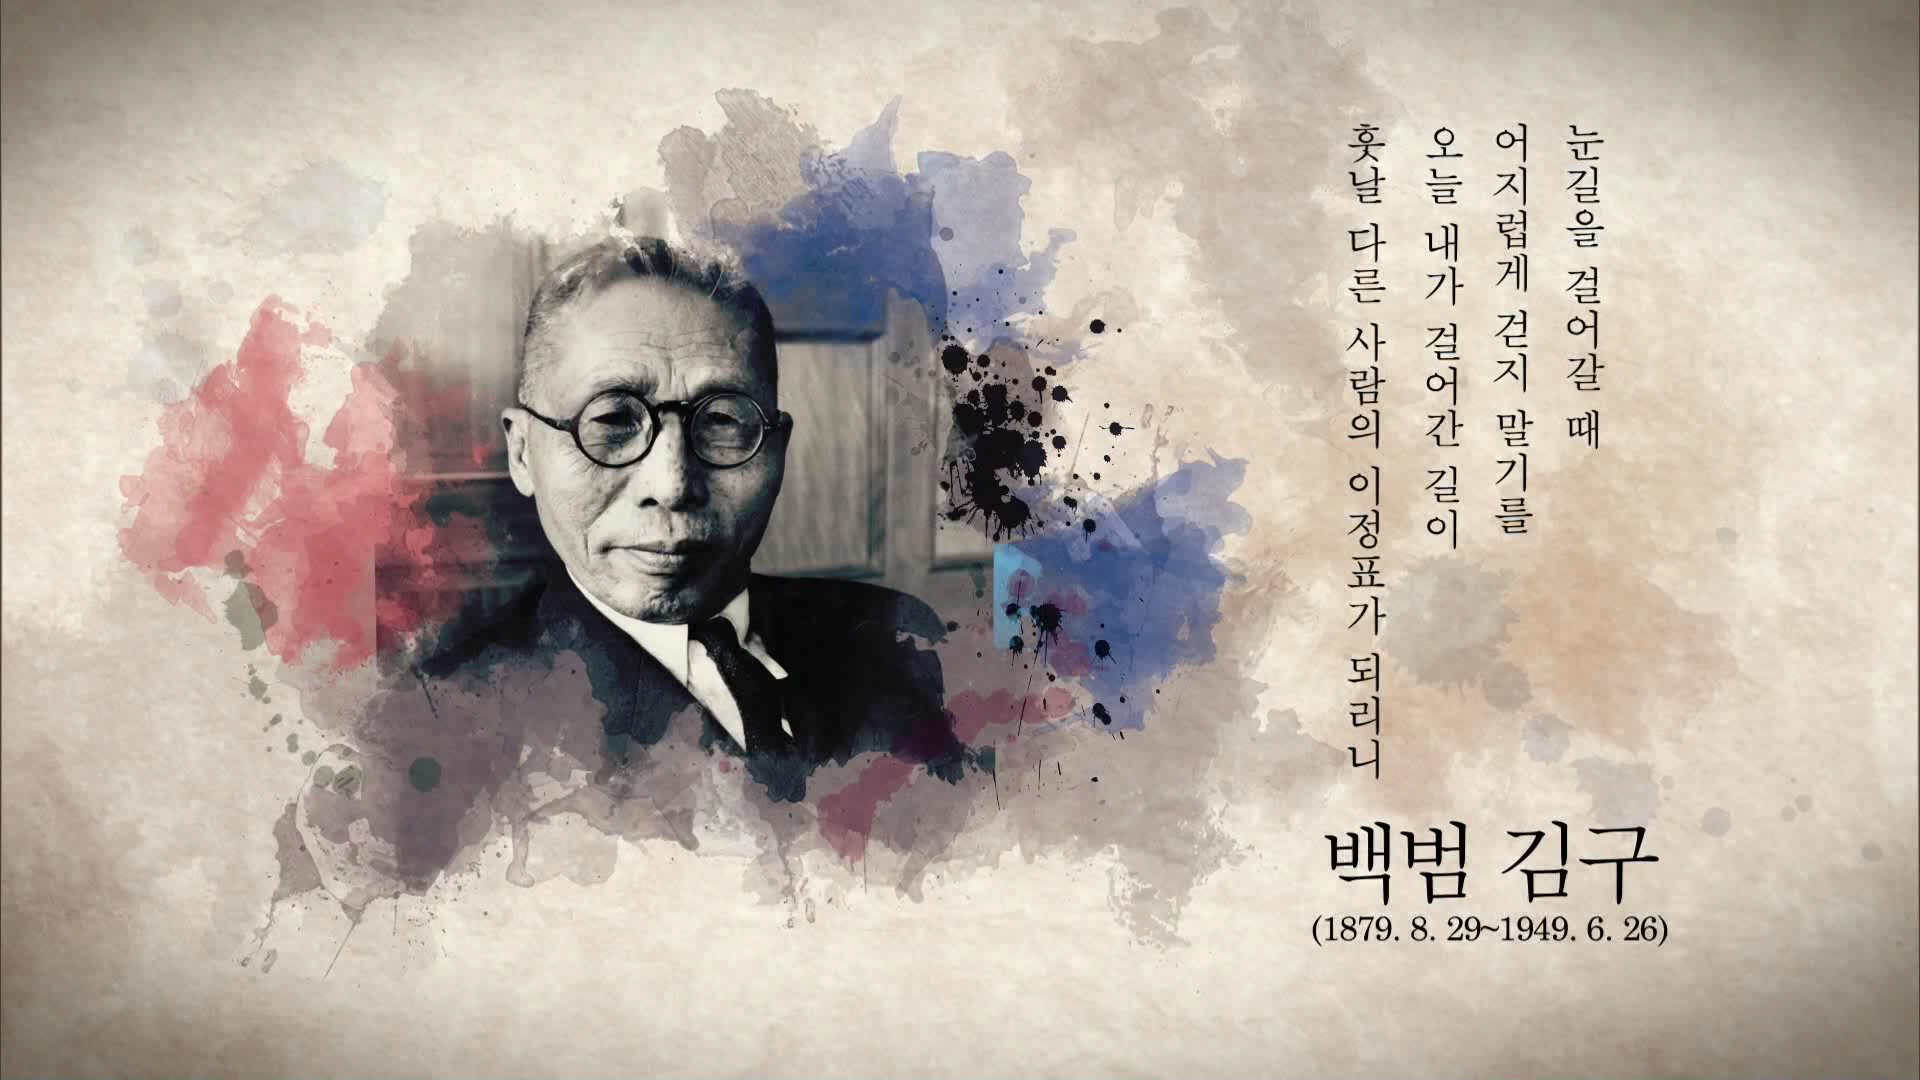 눈길을 걸어갈 때
어지럽게 걷지 말기를
오늘 내가 걸어간 길이
훗날 다른 사람의 이정표가 되리니
백범 김구
(1879. 8. 29~1949. 6. 26)